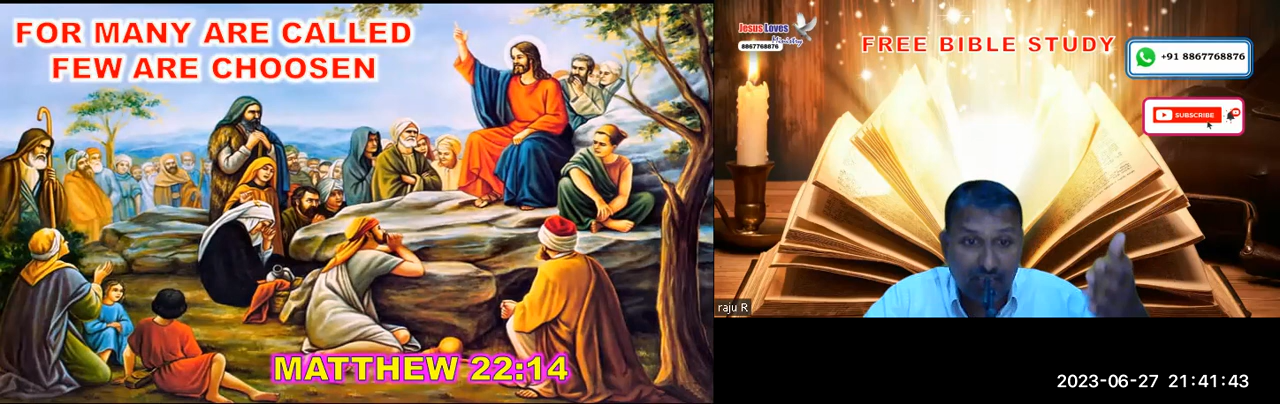 FOR MANY ARE CALLED
FEW ARE CHOOSEN
MATTHEW 22:14
Jesus Loves
Ministry
8867768876
FREE BIBLE STUDY
+91 8867768876
SUBSCRIBE
raju R
2023-06-27 21:41:43